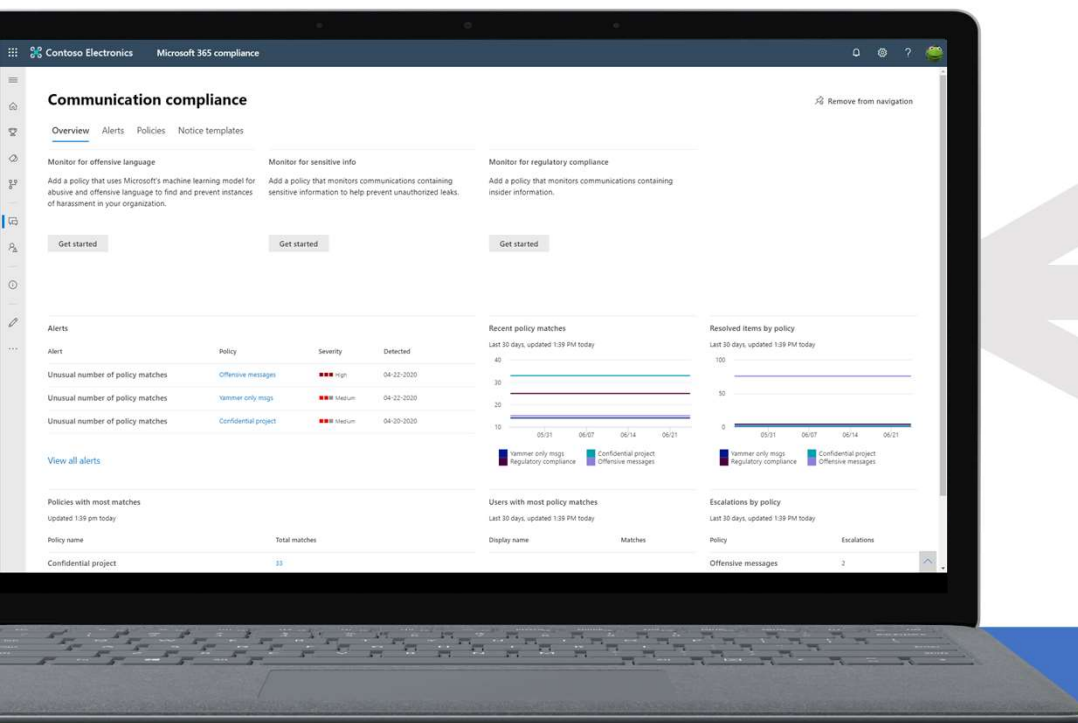 Contoso Electronics Microsoft 365 compliance ?
Communication compliance
Remove from navigation
Overview Alerts Policies Notice templates
Monitor for offensive language
Add a policy that uses Microsoft's machine learning model for
abusive and offensive language to find and prevent instances
of harassment in your organization.
Get started
Monitor for sensitive info
Add a policy that monitors communications containing
sensitive information to help prevent unauthorized leaks.
Get started
Monitor for regulatory compliance
Add a policy that monitors communications containing
insider information.
Get started
Alerts
Alert Policy Severity Detected
Unusual number of policy matches Offensive messages High 04-22-2020
Unusual number of policy matches Yammer only msgs Medium 04-22-2020
Unusual number of policy matches Confidential project Medium 04-20-2020
View all alerts
Recent policy matches
Last 30 days, updated 1:39 PM today
40
30
20
10
05/31 06/07 06/14 06/21
Yammer only msgs Confidential project
Regulatory compliance Offensive messages
Resolved items by policy
Last 30 days, updated 1:39 PM today
100
50
0
05/31 06/07 06/14 06/21
Yammer only msgs Confidential project
Regulatory compliance Offensive messages
Policies with most matches
Updated 1:39 pm today
Policy name Total matches
Confidential project 33
Users with most policy matches
Last 30 days, updated 1:39 PM today
Display name Matches
Escalations by policy
Last 30 days, updated 1:39 PM today
Policy Escalations
Offensive messages 2